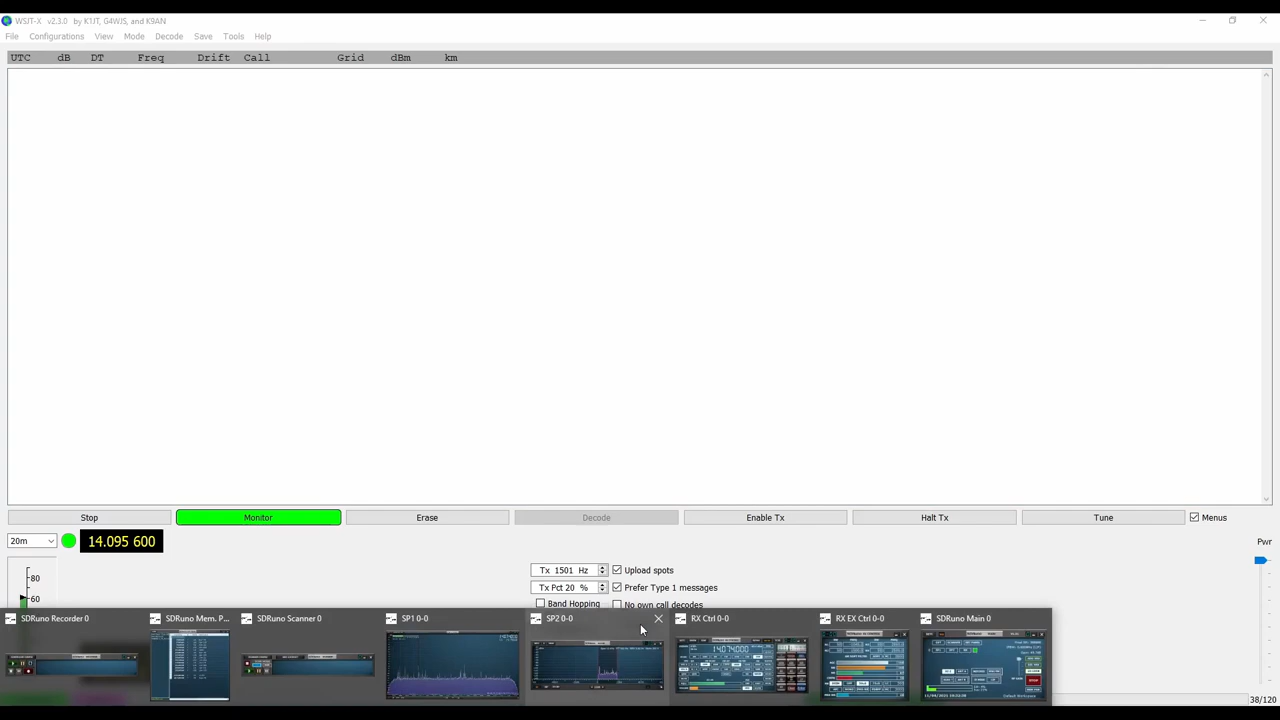 WSJT-X v2.3.0 by K1JT, G4WJS, and K9AN
File Configurations View Mode Decode Save Tools Help
UTC dB DT Freq Drift Call Grid dBm km
Stop Monitor Erase Decode Enable Tx Halt Tx Tune Menus
20m 14.095 600 Pwr
Tx 1501 Hz Upload spots
80
Tx Pct 20 % Prefer Type 1 messages
60
Band Hopping No own call decodes
SDRuno Recorder 0 SDRuno Mem. P... SDRuno Scanner 0 SP1 0-0 SP2 0-0 RX Ctrl 0-0 RX EX Ctrl 0-0 SDRuno Main 0
14.074.000
38/120